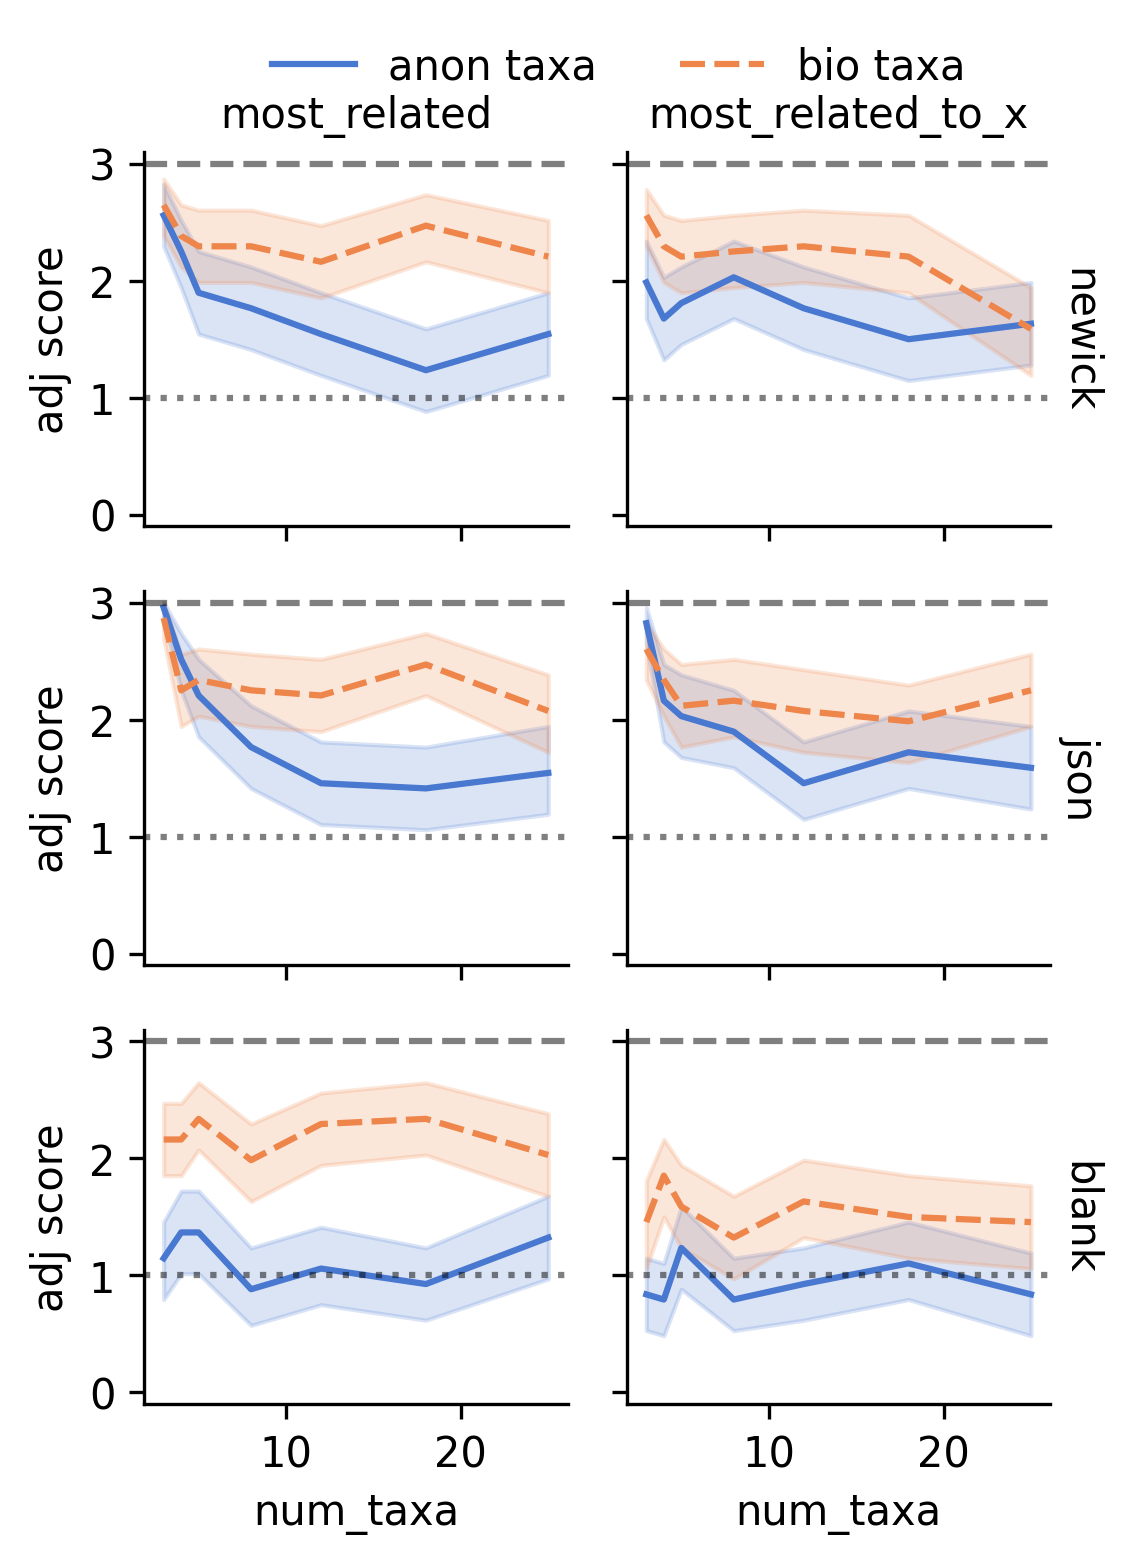 anon taxa bio taxa
most_related most_related_to_x
3
2
1
0
adj score
newick
3
2
1
0
adj score
json
3
2
1
0
adj score
blank
10 20 10 20
num_taxa num_taxa